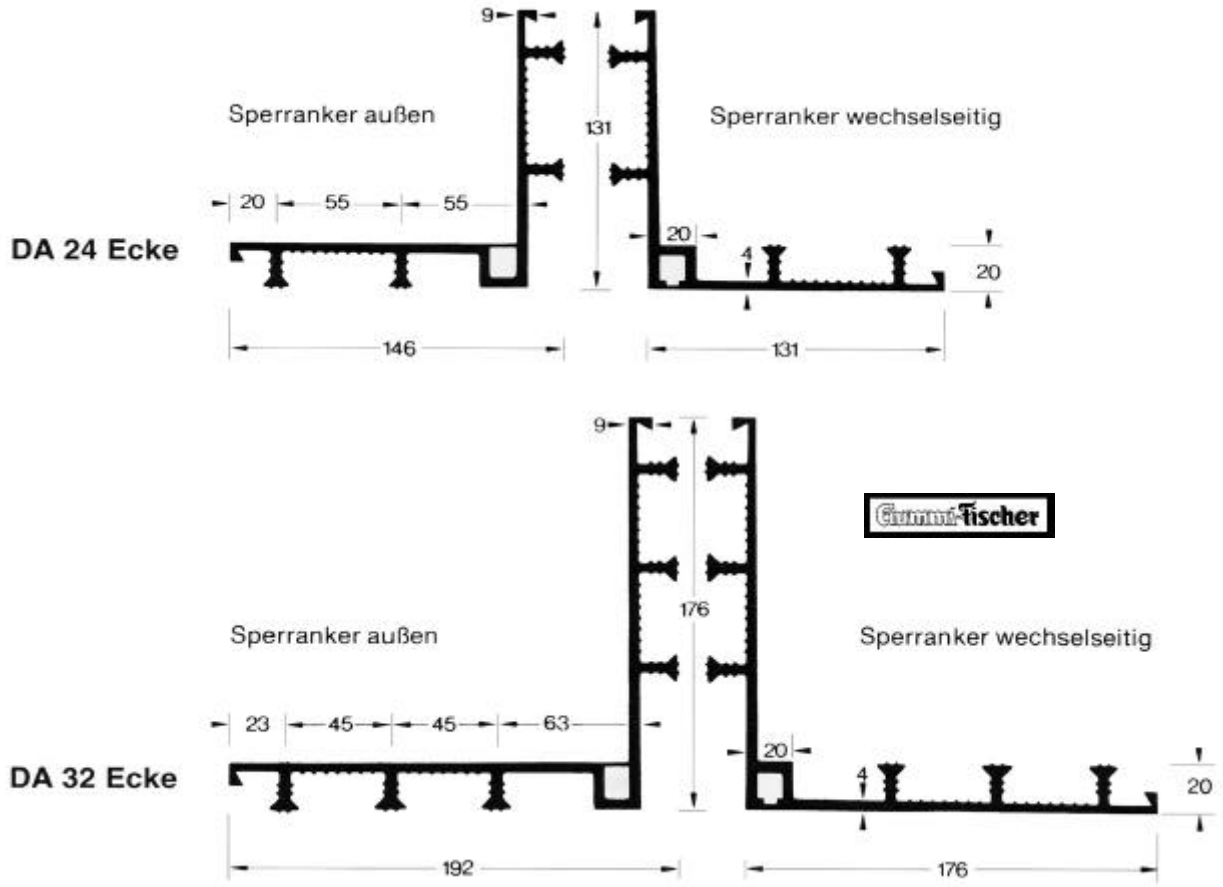 9
Sperranker außen
131
Sperranker wechselseitig
20 55 55
DA 24 Ecke
20
4
20
146
131
9
Gummi-Fischer
176
Sperranker außen
Sperranker wechselseitig
23 45 45 63
DA 32 Ecke
20
4
20
192
176